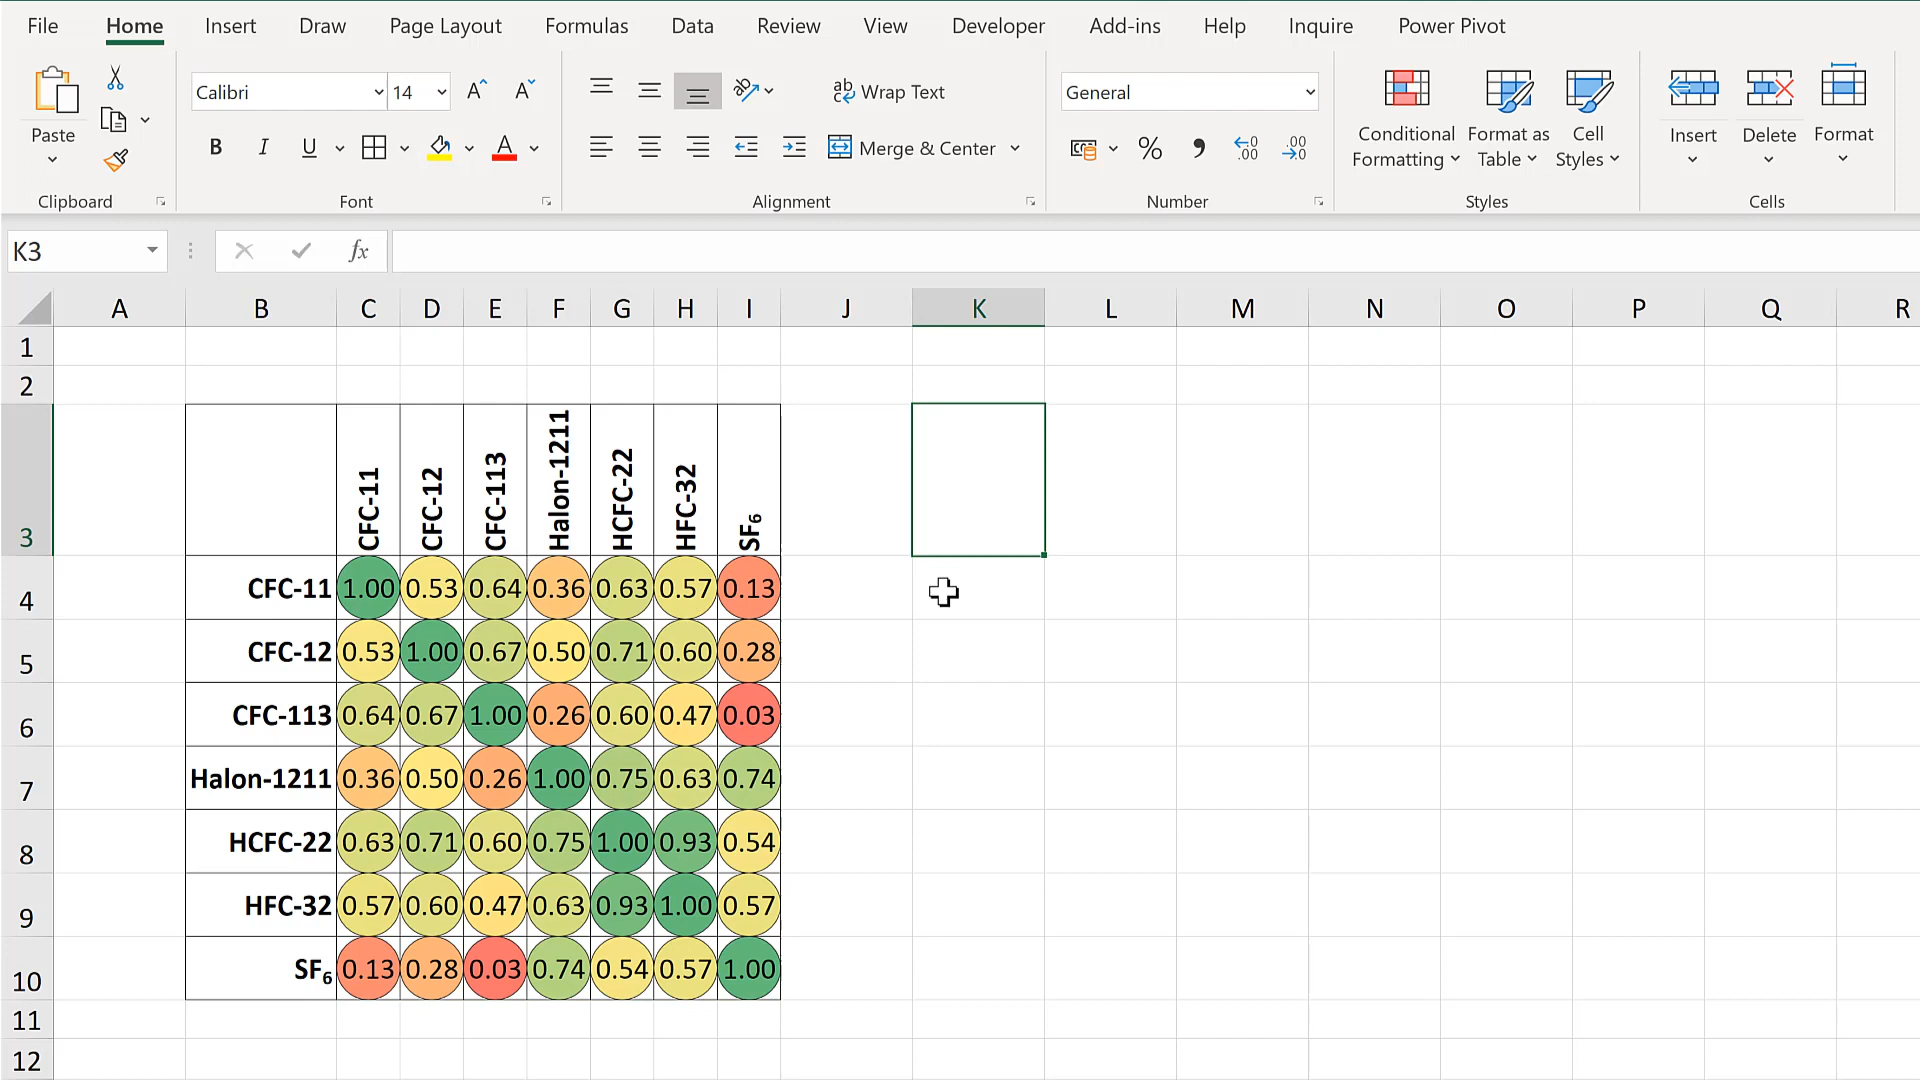 File Home Insert Draw Page Layout Formulas Data Review View Developer Add-ins Help Inquire Power Pivot
Calibri 14 A A ab Wrap Text General
Paste B I U A Merge & Center % 9 .00 .00 Conditional Formatting Format as Table Cell Styles Insert Delete Format
Clipboard Font Alignment Number Styles Cells
K3 fx
A B C D E F G H I J K L M N O P Q R
1
2
3 CFC-11 CFC-12 CFC-113 Halon-1211 HCFC-22 HFC-32 SF₆
4 CFC-11 1.00 0.53 0.64 0.36 0.63 0.57 0.13
5 CFC-12 0.53 1.00 0.67 0.50 0.71 0.60 0.28
6 CFC-113 0.64 0.67 1.00 0.26 0.60 0.47 0.03
7 Halon-1211 0.36 0.50 0.26 1.00 0.75 0.63 0.74
8 HCFC-22 0.63 0.71 0.60 0.75 1.00 0.93 0.54
9 HFC-32 0.57 0.60 0.47 0.63 0.93 1.00 0.57
10 SF₆ 0.13 0.28 0.03 0.74 0.54 0.57 1.00
11
12